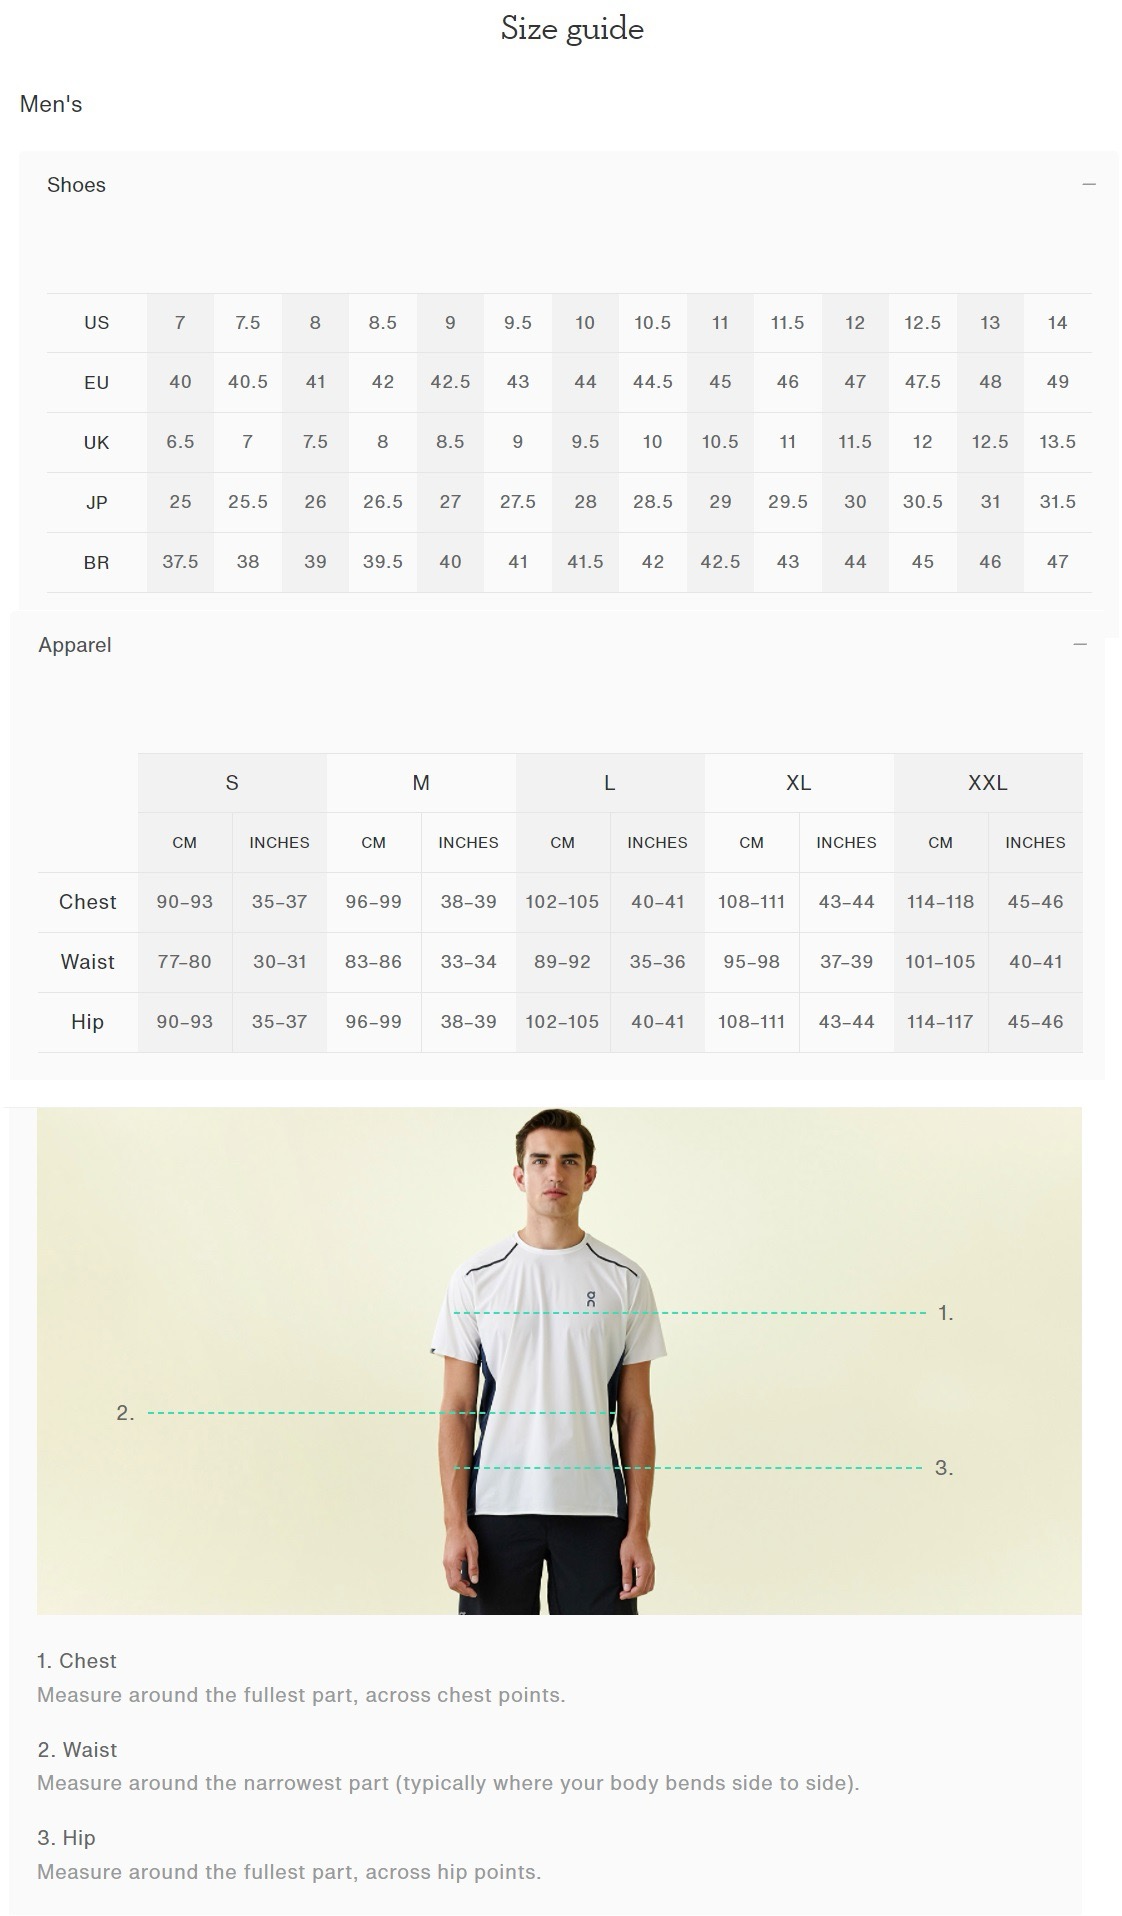 Size guide
Men's
Shoes
US 7 7.5 8 8.5 9 9.5 10 10.5 11 11.5 12 12.5 13 14
EU 40 40.5 41 42 42.5 43 44 44.5 45 46 47 47.5 48 49
UK 6.5 7 7.5 8 8.5 9 9.5 10 10.5 11 11.5 12 12.5 13.5
JP 25 25.5 26 26.5 27 27.5 28 28.5 29 29.5 30 30.5 31 31.5
BR 37.5 38 39 39.5 40 41 41.5 42 42.5 43 44 45 46 47
Apparel
S M L XL XXL
CM INCHES CM INCHES CM INCHES CM INCHES CM INCHES
Chest 90–93 35–37 96–99 38–39 102–105 40–41 108–111 43–44 114–118 45–46
Waist 77–80 30–31 83–86 33–34 89–92 35–36 95–98 37–39 101–105 40–41
Hip 90–93 35–37 96–99 38–39 102–105 40–41 108–111 43–44 114–117 45–46
1.
2.
3.
1. Chest
Measure around the fullest part, across chest points.
2. Waist
Measure around the narrowest part (typically where your body bends side to side).
3. Hip
Measure around the fullest part, across hip points.